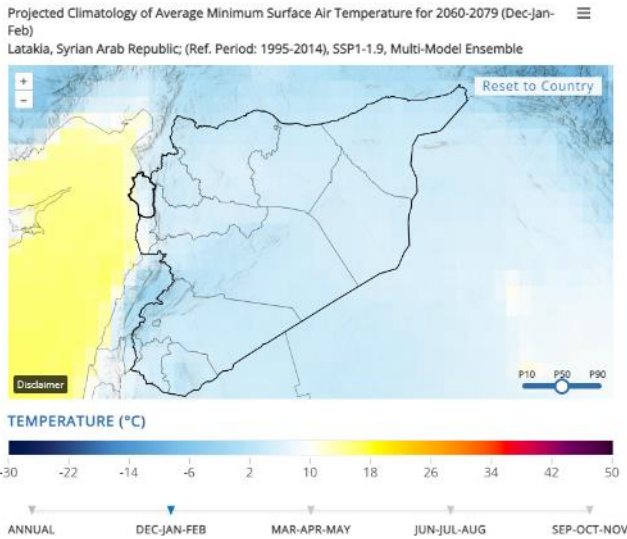 Projected Climatology of Average Minimum Surface Air Temperature for 2060-2079 (Dec-Jan-
Feb)
Latakia, Syrian Arab Republic; (Ref. Period: 1995-2014), SSP1-1.9, Multi-Model Ensemble
+
−
Reset to Country
P10 P50 P90
Disclaimer
TEMPERATURE (°C)
-30 -22 -14 -6 2 10 18 26 34 42 50
ANNUAL DEC-JAN-FEB MAR-APR-MAY JUN-JUL-AUG SEP-OCT-NOV